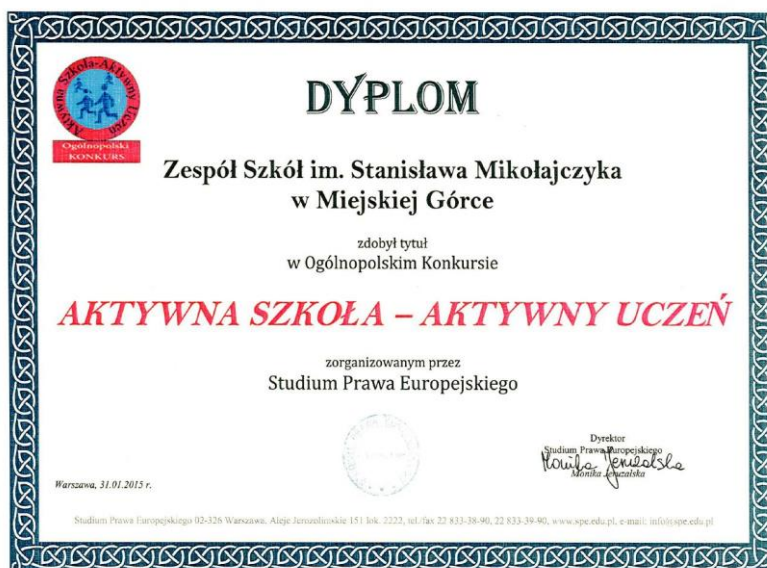 Aktywna Szkoła-Aktywny Uczeń
Ogólnopolski
KONKURS
DYPLOM
Zespół Szkół im. Stanisława Mikołajczyka
w Miejskiej Górce
zdobył tytuł
w Ogólnopolskim Konkursie
AKTYWNA SZKOŁA – AKTYWNY UCZEŃ
zorganizowanym przez
Studium Prawa Europejskiego
Dyrektor
Studium Prawa Europejskiego
Monika Jeruzalska
Monika Jeruzalska
Warszawa, 31.01.2015 r.
Studium Prawa Europejskiego 02-326 Warszawa, Aleje Jerozolimskie 151 lok. 2222, tel./fax 22 833-38-90, 22 833-39-90, www.spe.edu.pl, e-mail: info@spe.edu.pl